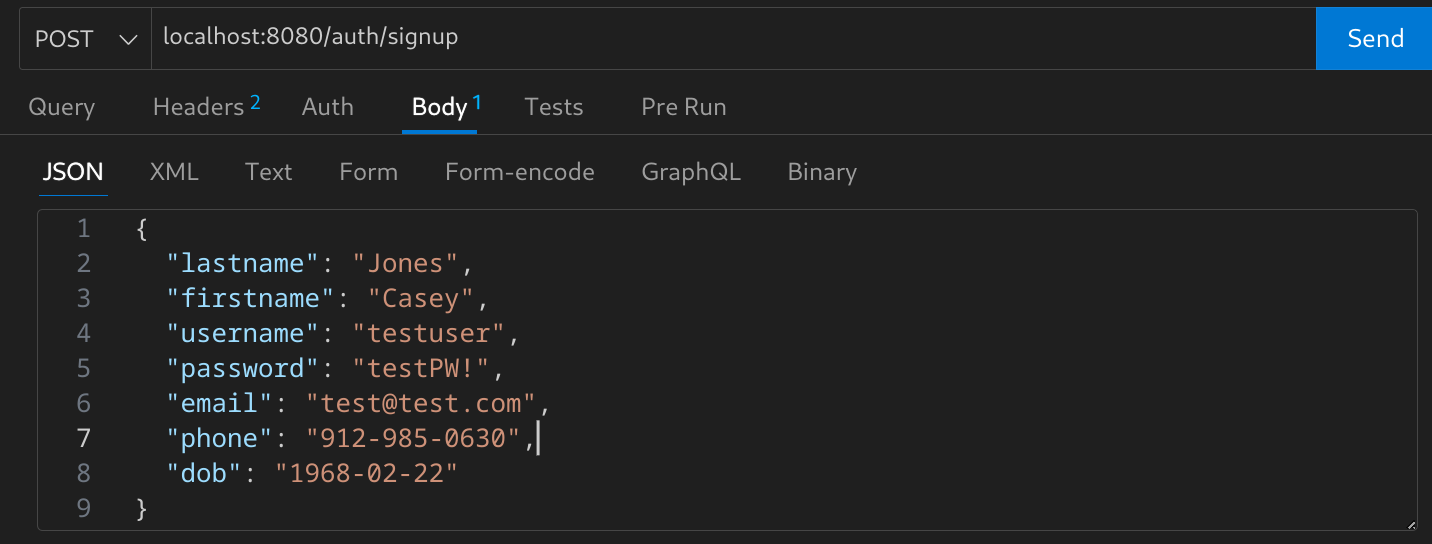 POST localhost:8080/auth/signup Send
Query Headers 2 Auth Body 1 Tests Pre Run
JSON XML Text Form Form-encode GraphQL Binary
1 {
2 "lastname": "Jones",
3 "firstname": "Casey",
4 "username": "testuser",
5 "password": "testPW!",
6 "email": "test@test.com",
7 "phone": "912-985-0630",
8 "dob": "1968-02-22"
9 }